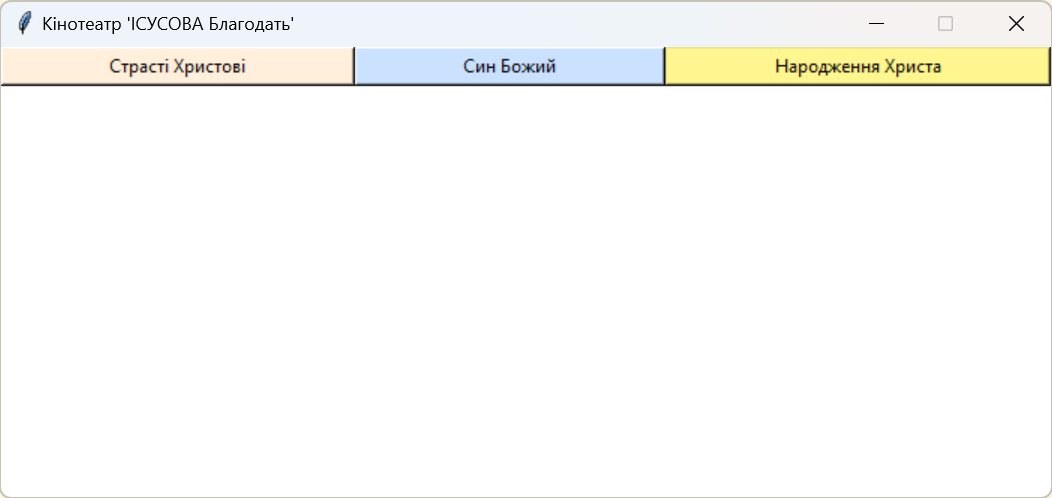 Кінотеатр 'ІСУСОВА Благодать'
Страсті Христові
Син Божий
Народження Христа